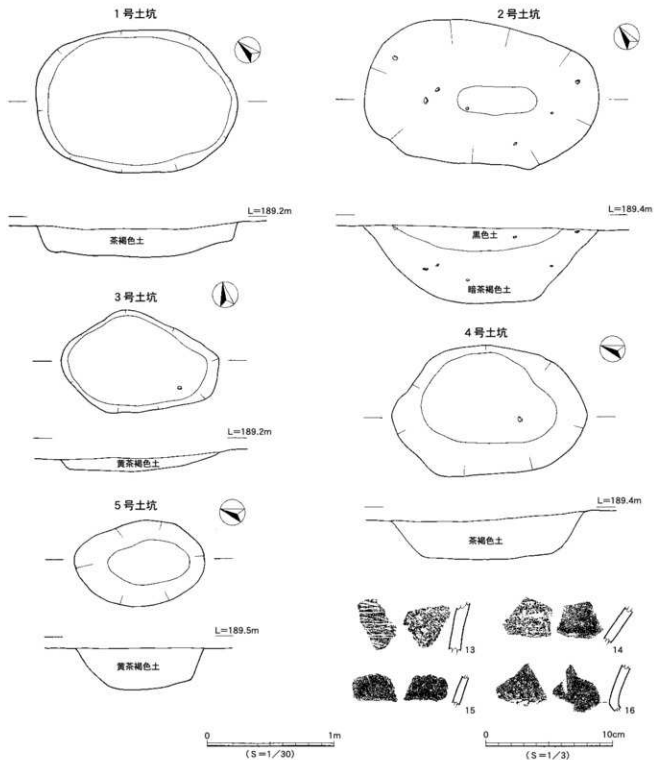 1号土坑
L=189.2m
茶褐色土
2号土坑
L=189.4m
黒色土
暗茶褐色土
3号土坑
L=189.2m
黄茶褐色土
4号土坑
L=189.4m
茶褐色土
5号土坑
L=189.5m
黄茶褐色土
13
14
15
16
0 1m
(S=1/30)
0 10cm
(S=1/3)